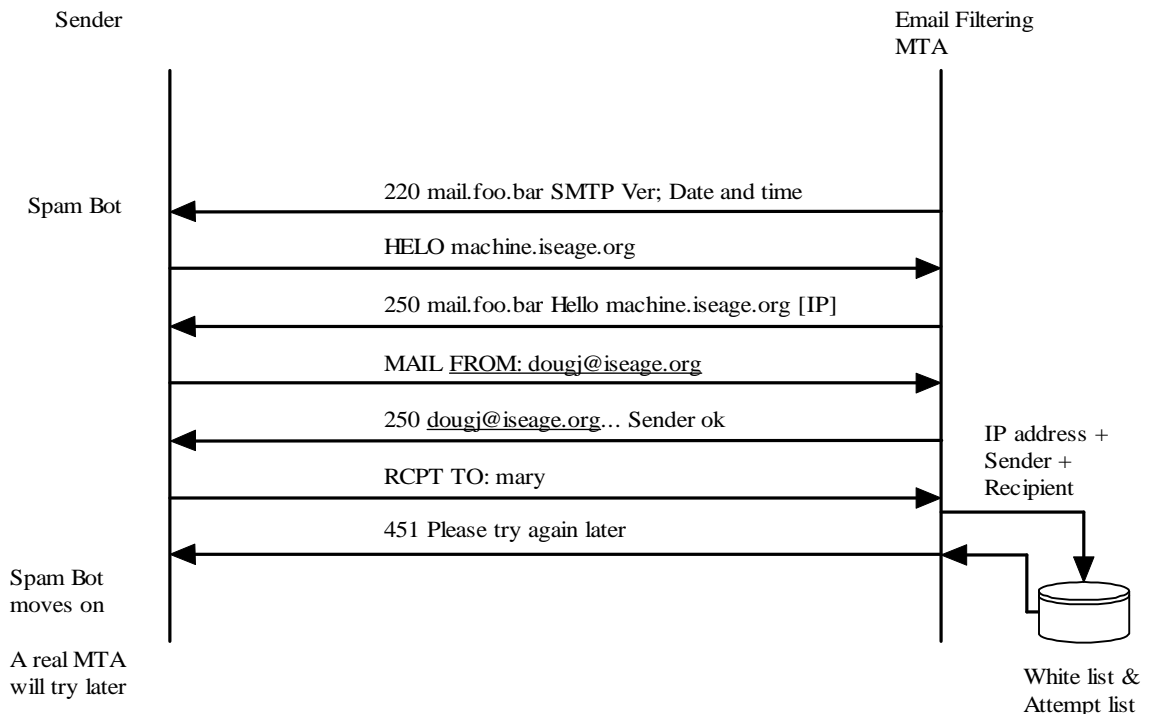 Sender
Email Filtering
MTA
220 mail.foo.bar SMTP Ver; Date and time
Spam Bot
HELO machine.iseage.org
250 mail.foo.bar Hello machine.iseage.org [IP]
MAIL FROM: dougj@iseage.org
250 dougj@iseage.org... Sender ok
IP address +
Sender +
Recipient
RCPT TO: mary
451 Please try again later
Spam Bot
moves on
A real MTA
will try later
White list &
Attempt list